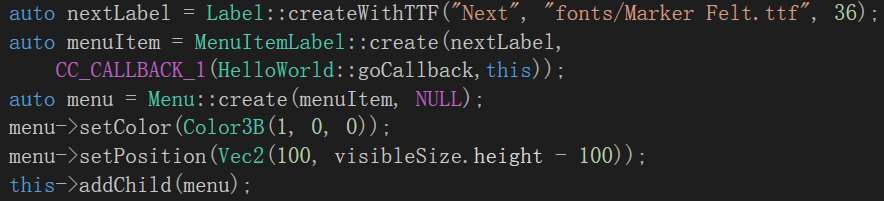 auto nextLabel = Label::createWithTTF("Next", "fonts/Marker Felt.ttf", 36);
auto menuItem = MenuItemLabel::create(nextLabel,
    CC_CALLBACK_1(HelloWorld::goCallback,this));
auto menu = Menu::create(menuItem, NULL);
menu->setColor(Color3B(1, 0, 0));
menu->setPosition(Vec2(100, visibleSize.height - 100));
this->addChild(menu);